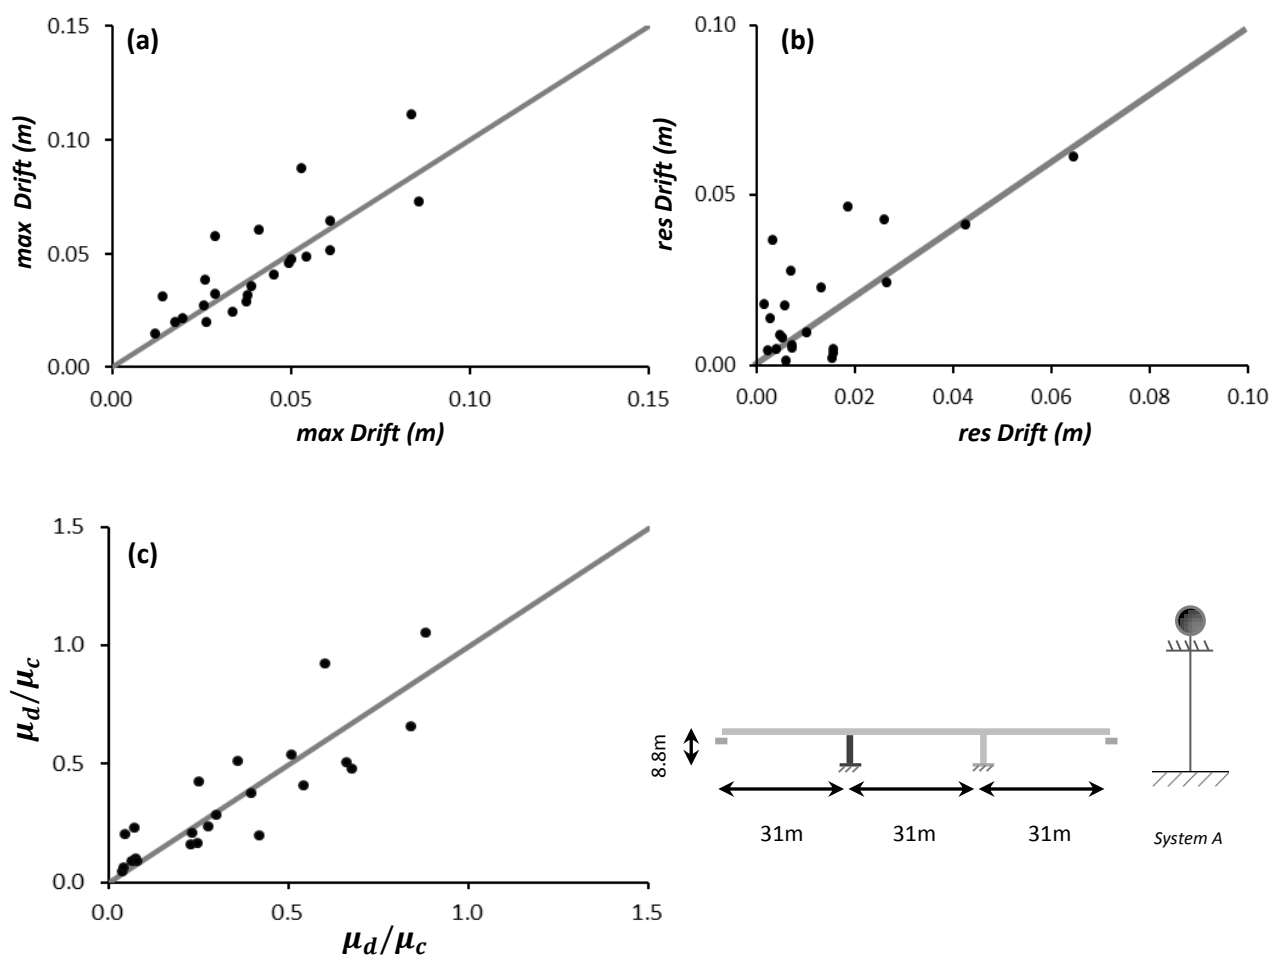 (a)
0.15
0.10
0.05
0.00
max Drift (m)
0.00 0.05 0.10 0.15
max Drift (m)
(b)
0.10
0.05
0.00
res Drift (m)
0.00 0.02 0.04 0.06 0.08 0.10
res Drift (m)
(c)
1.5
1.0
0.5
0.0
μd/μc
0.0 0.5 1.0 1.5
μd/μc
8.8m
31m 31m 31m
System A